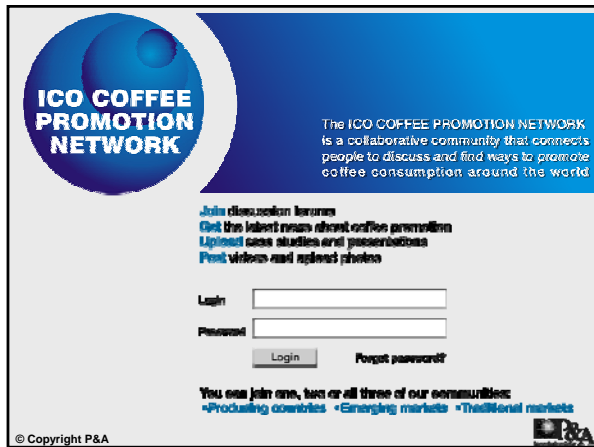 ICO COFFEE
PROMOTION
NETWORK
The ICO COFFEE PROMOTION NETWORK
is a collaborative community that connects
people to discuss and find ways to promote
coffee consumption around the world
Join discussion forums
Get the latest news about coffee promotion
Upload case studies and presentations
Post videos and upload photos
Login
Password
Login
Forgot password?
You can join one, two or all three of our communities:
•Producing countries •Emerging markets •Traditional markets
© Copyright P&A
P&A